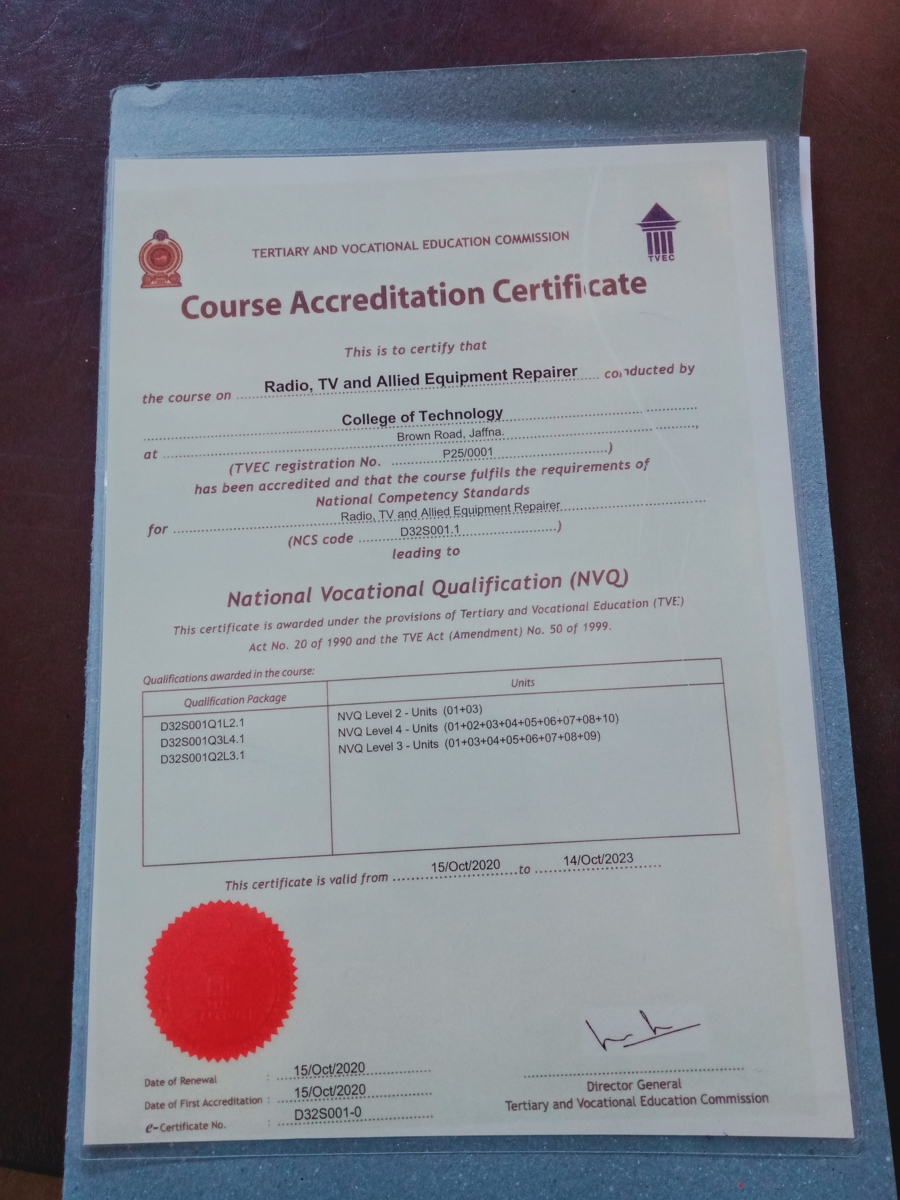 TERTIARY AND VOCATIONAL EDUCATION COMMISSION
TVEC
Course Accreditation Certificate
This is to certify that
the course on Radio, TV and Allied Equipment Repairer conducted by
College of Technology
at Brown Road, Jaffna.
(TVEC registration No. P25/0001)
has been accredited and that the course fulfils the requirements of
National Competency Standards
for Radio, TV and Allied Equipment Repairer
(NCS code D32S001.1)
leading to
National Vocational Qualification (NVQ)
This certificate is awarded under the provisions of Tertiary and Vocational Education (TVE)
Act No. 20 of 1990 and the TVE Act (Amendment) No. 50 of 1999.
Qualifications awarded in the course:
Qualification Package Units
D32S001Q1L2.1 NVQ Level 2 - Units (01+03)
D32S001Q3L4.1 NVQ Level 4 - Units (01+02+03+04+05+06+07+08+10)
D32S001Q2L3.1 NVQ Level 3 - Units (01+03+04+05+06+07+08+09)
This certificate is valid from 15/Oct/2020 to 14/Oct/2023
Date of Renewal : 15/Oct/2020
Date of First Accreditation : 15/Oct/2020
e-Certificate No. : D32S001-0
Director General
Tertiary and Vocational Education Commission